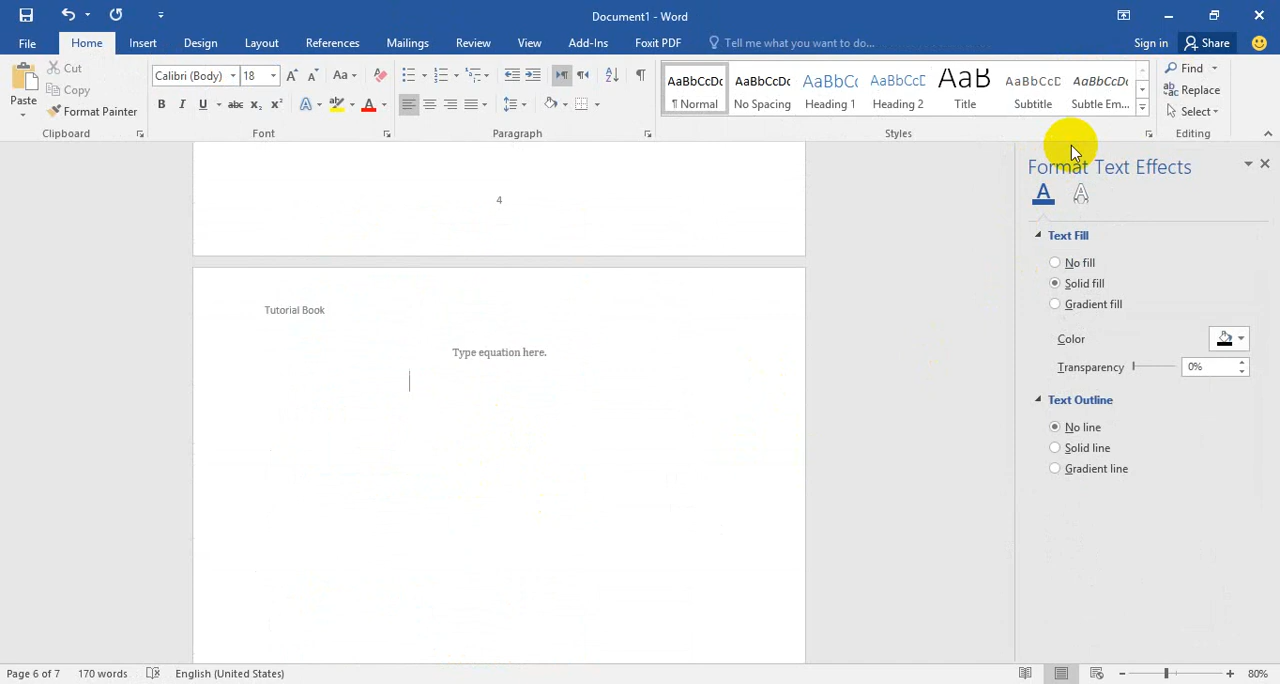 Document1 - Word
File Home Insert Design Layout References Mailings Review View Add-Ins Foxit PDF Tell me what you want to do... Sign in Share
Paste
Cut
Copy
Format Painter
Clipboard
Calibri (Body) 18
Aa
B I U abc x₂ x² A A
Font
Paragraph
AaBbCcDc AaBbCcDc AaBbCc AaBbCcD AaB AaBbCcD AaBbCcDc
¶ Normal No Spacing Heading 1 Heading 2 Title Subtitle Subtle Em...
Styles
Find
Replace
Select
Editing
4
Tutorial Book
Type equation here.
Format Text Effects
Text Fill
No fill
Solid fill
Gradient fill
Color
Transparency 0%
Text Outline
No line
Solid line
Gradient line
Page 6 of 7 170 words English (United States) 80%